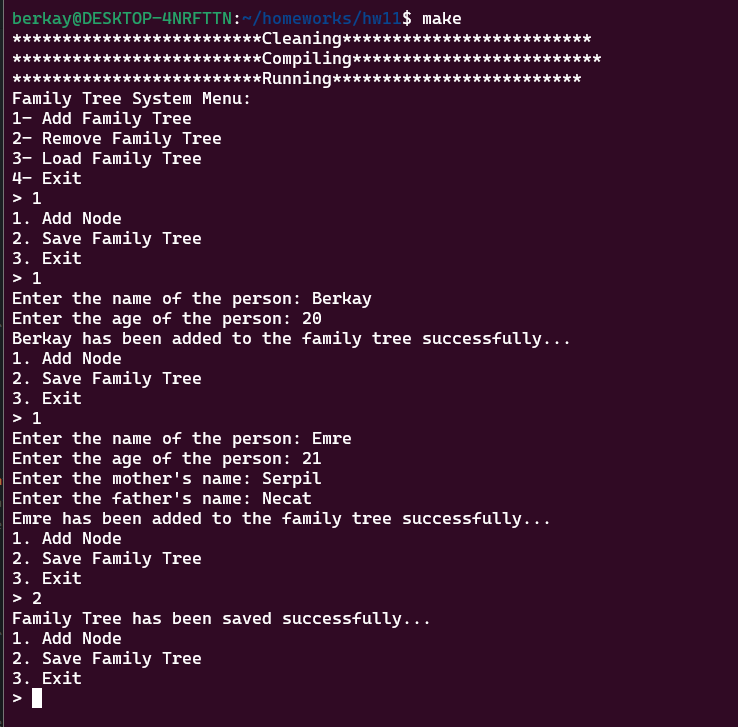 berkay@DESKTOP-4NRFTTN:~/homeworks/hw11$ make
*************************Cleaning*************************
*************************Compiling*************************
*************************Running*************************
Family Tree System Menu:
1- Add Family Tree
2- Remove Family Tree
3- Load Family Tree
4- Exit
> 1
1. Add Node
2. Save Family Tree
3. Exit
> 1
Enter the name of the person: Berkay
Enter the age of the person: 20
Berkay has been added to the family tree successfully...
1. Add Node
2. Save Family Tree
3. Exit
> 1
Enter the name of the person: Emre
Enter the age of the person: 21
Enter the mother's name: Serpil
Enter the father's name: Necat
Emre has been added to the family tree successfully...
1. Add Node
2. Save Family Tree
3. Exit
> 2
Family Tree has been saved successfully...
1. Add Node
2. Save Family Tree
3. Exit
>